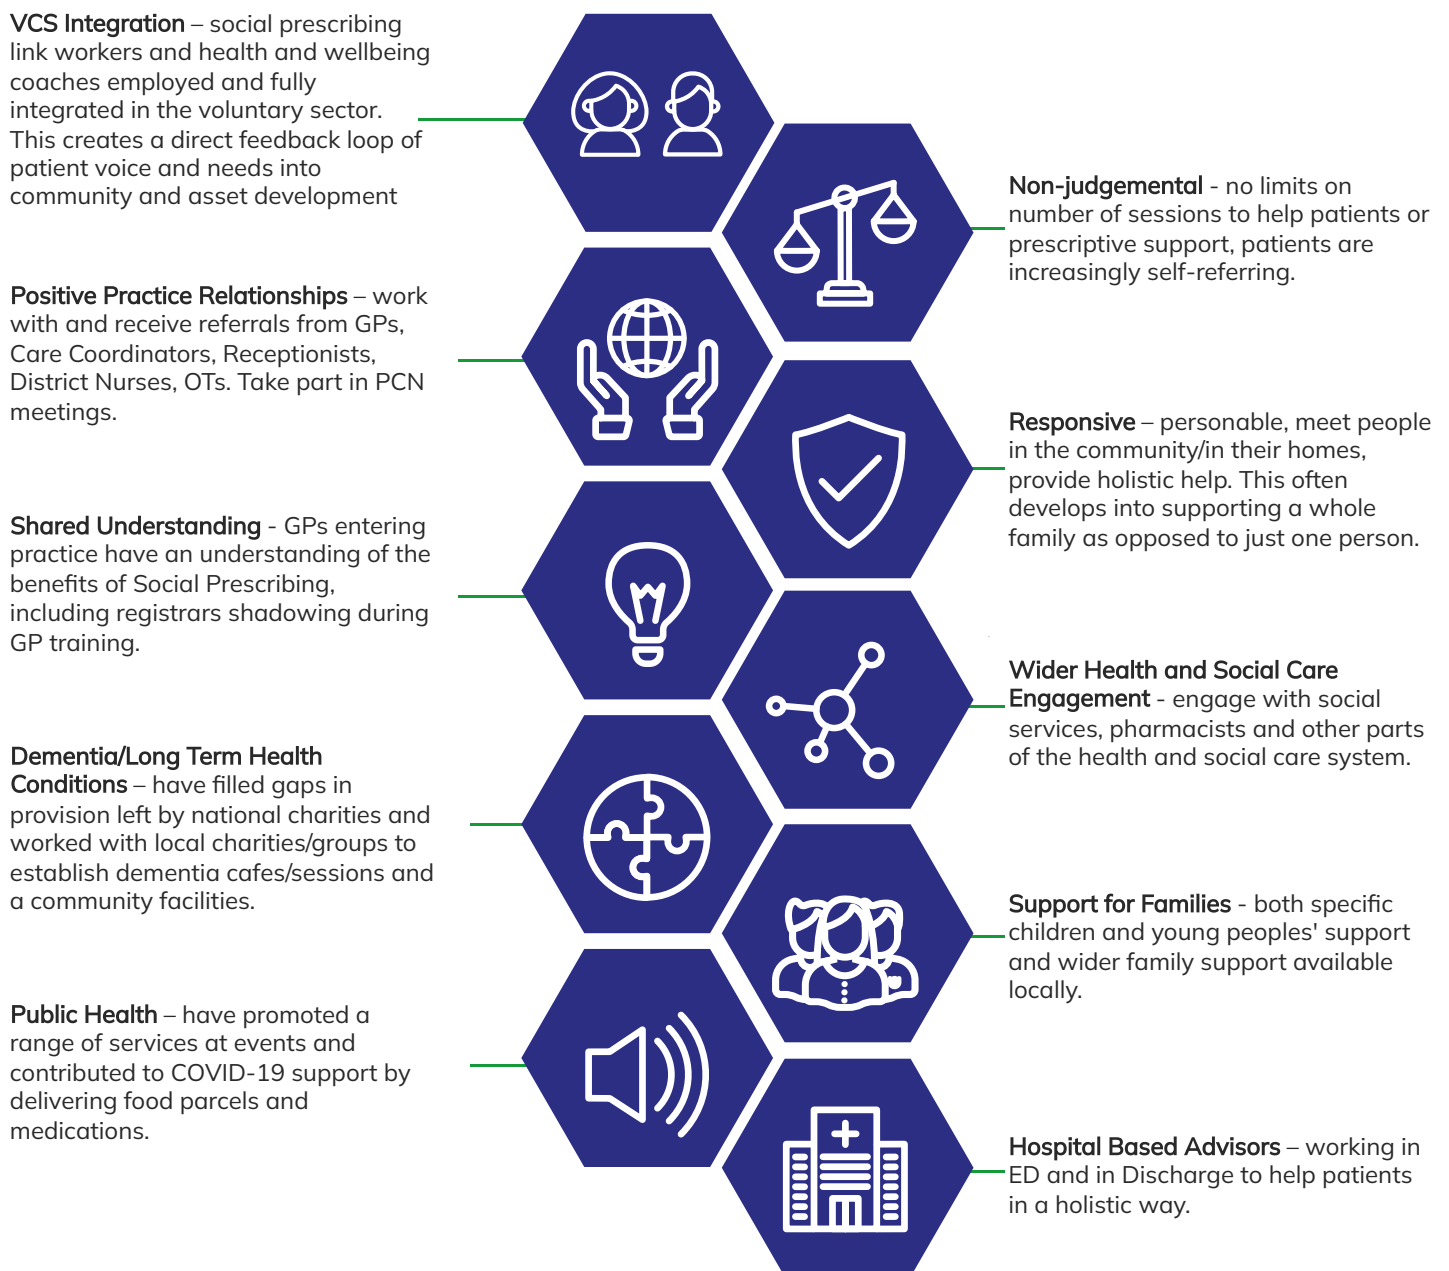 VCS Integration – social prescribing
link workers and health and wellbeing
coaches employed and fully
integrated in the voluntary sector.
This creates a direct feedback loop of
patient voice and needs into
community and asset development
Non-judgemental - no limits on
number of sessions to help patients or
prescriptive support, patients are
increasingly self-referring.
Positive Practice Relationships – work
with and receive referrals from GPs,
Care Coordinators, Receptionists,
District Nurses, OTs. Take part in PCN
meetings.
Responsive – personable, meet people
in the community/in their homes,
provide holistic help. This often
develops into supporting a whole
family as opposed to just one person.
Shared Understanding - GPs entering
practice have an understanding of the
benefits of Social Prescribing,
including registrars shadowing during
GP training.
Wider Health and Social Care
Engagement - engage with social
services, pharmacists and other parts
of the health and social care system.
Dementia/Long Term Health
Conditions – have filled gaps in
provision left by national charities and
worked with local charities/groups to
establish dementia cafes/sessions and
a community facilities.
Support for Families - both specific
children and young peoples' support
and wider family support available
locally.
Public Health – have promoted a
range of services at events and
contributed to COVID-19 support by
delivering food parcels and
medications.
Hospital Based Advisors – working in
ED and in Discharge to help patients
in a holistic way.